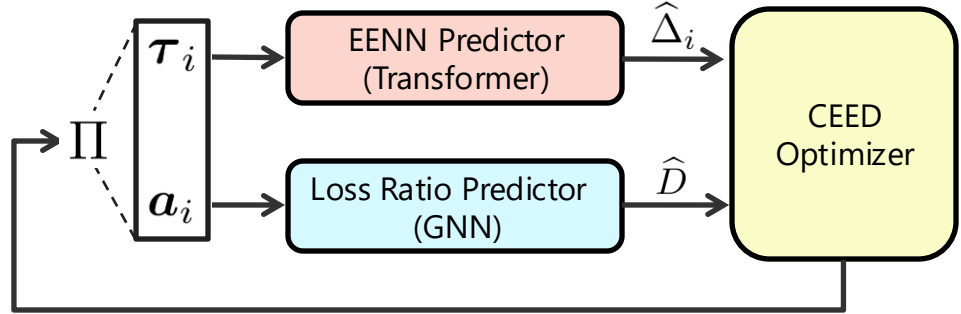 Π
τ_i
a_i
EENN Predictor
(Transformer)
Loss Ratio Predictor
(GNN)
Δ̂_i
D̂
CEED
Optimizer